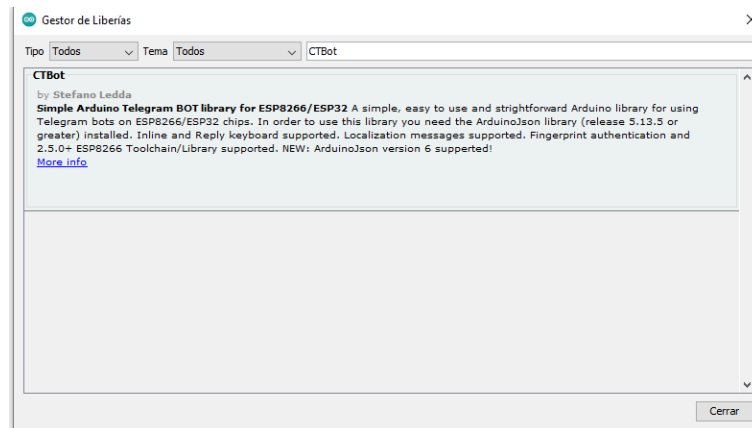 Gestor de Liberías
Tipo Todos Tema Todos CTBot
CTBot
by Stefano Ledda
Simple Arduino Telegram BOT library for ESP8266/ESP32 A simple, easy to use and strightforward Arduino library for using
Telegram bots on ESP8266/ESP32 chips. In order to use this library you need the ArduinoJson library (release 5.13.5 or
greater) installed. Inline and Reply keyboard supported. Localization messages supported. Fingerprint authentication and
2.5.0+ ESP8266 Toolchain/Library supported. NEW: ArduinoJson version 6 supperted!
More info
Cerrar